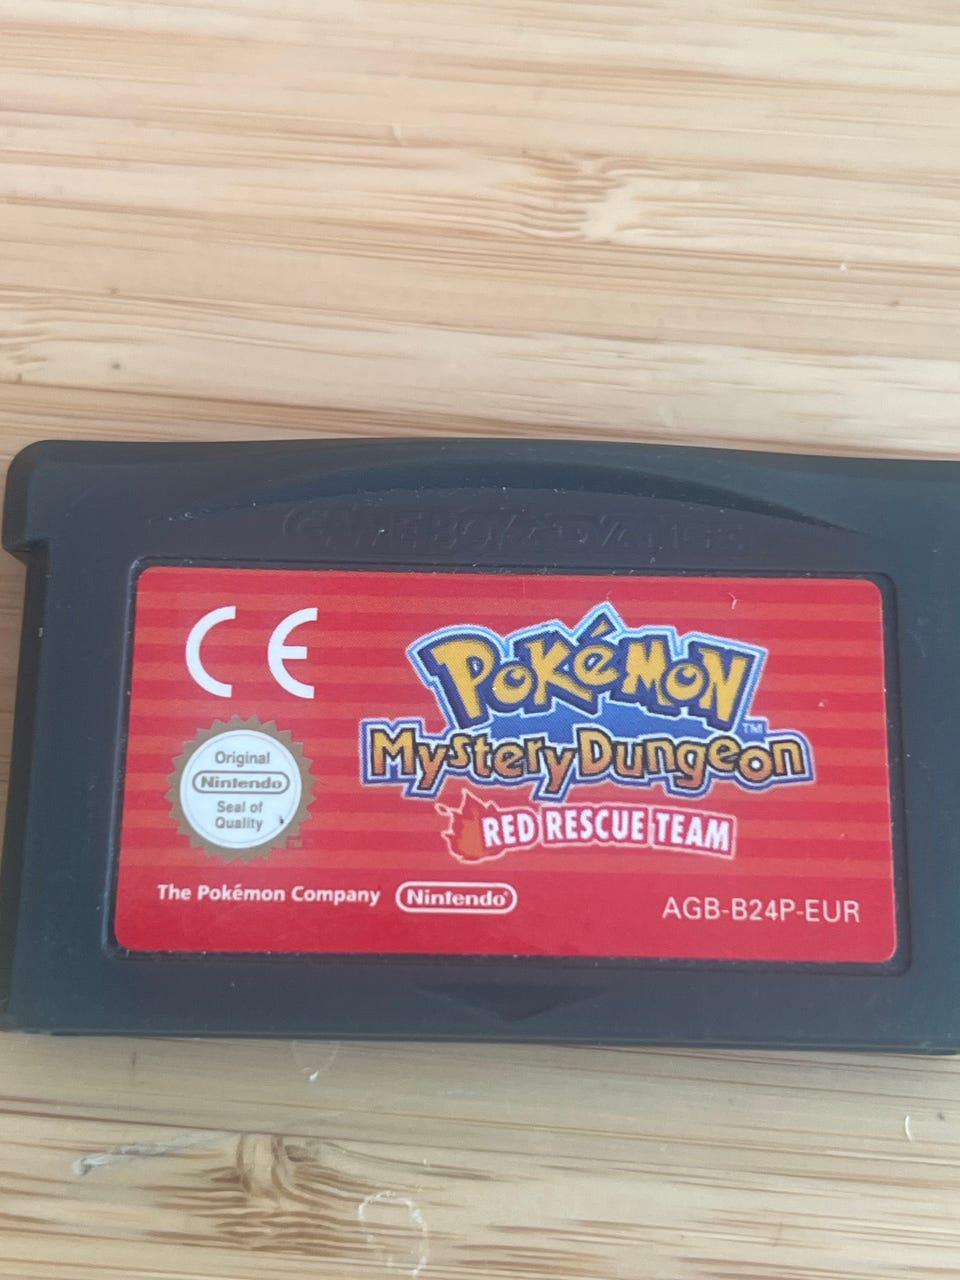 GAME BOY ADVANCE
CE
POKéMON
TM
Mystery Dungeon
RED RESCUE TEAM
Original
Nintendo
Seal of
Quality
The Pokémon Company Nintendo®
AGB-B24P-EUR